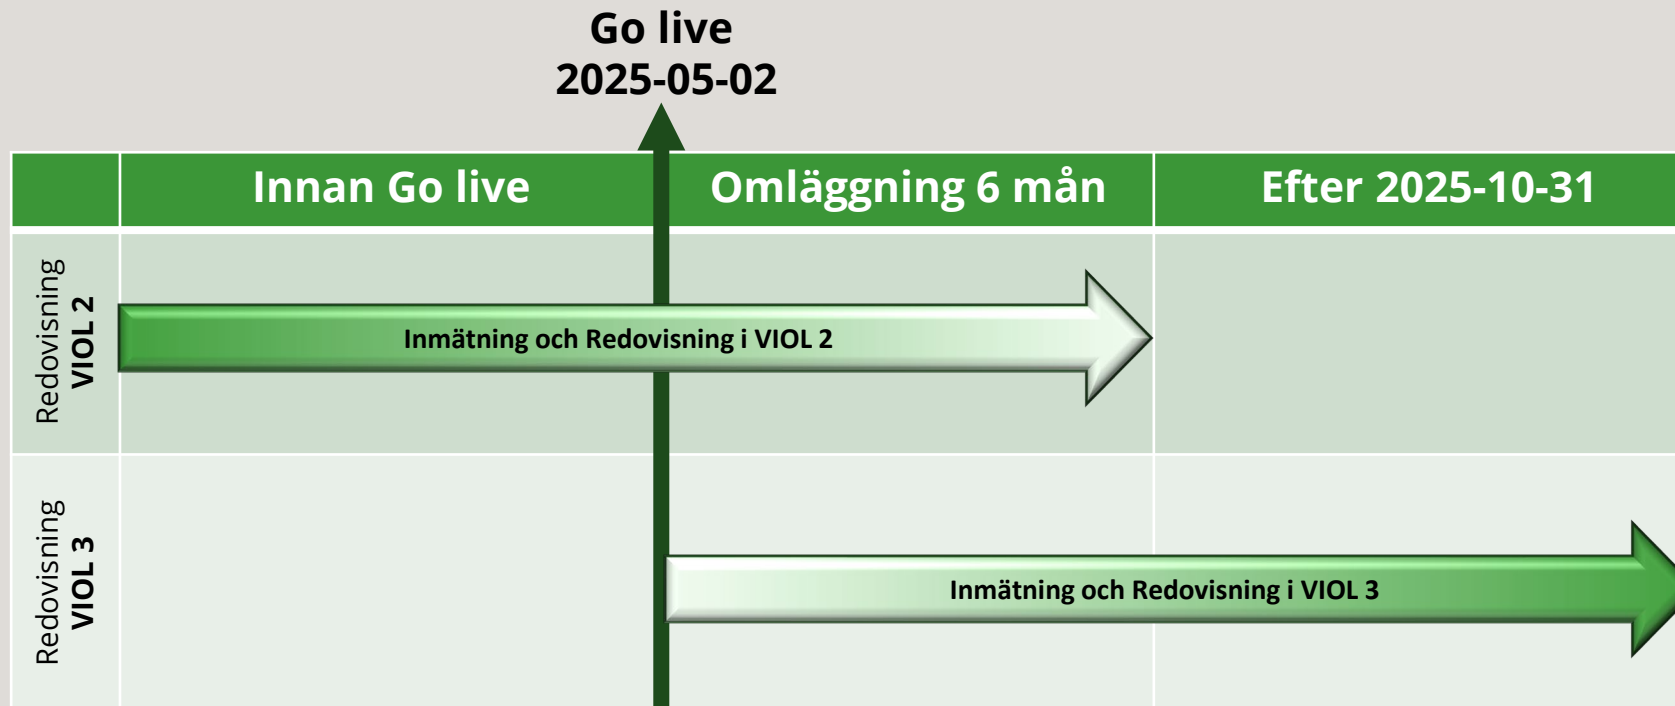 Go live
2025-05-02
Innan Go live
Omläggning 6 mån
Efter 2025-10-31
Redovisning
VIOL 2
Inmätning och Redovisning i VIOL 2
Redovisning
VIOL 3
Inmätning och Redovisning i VIOL 3